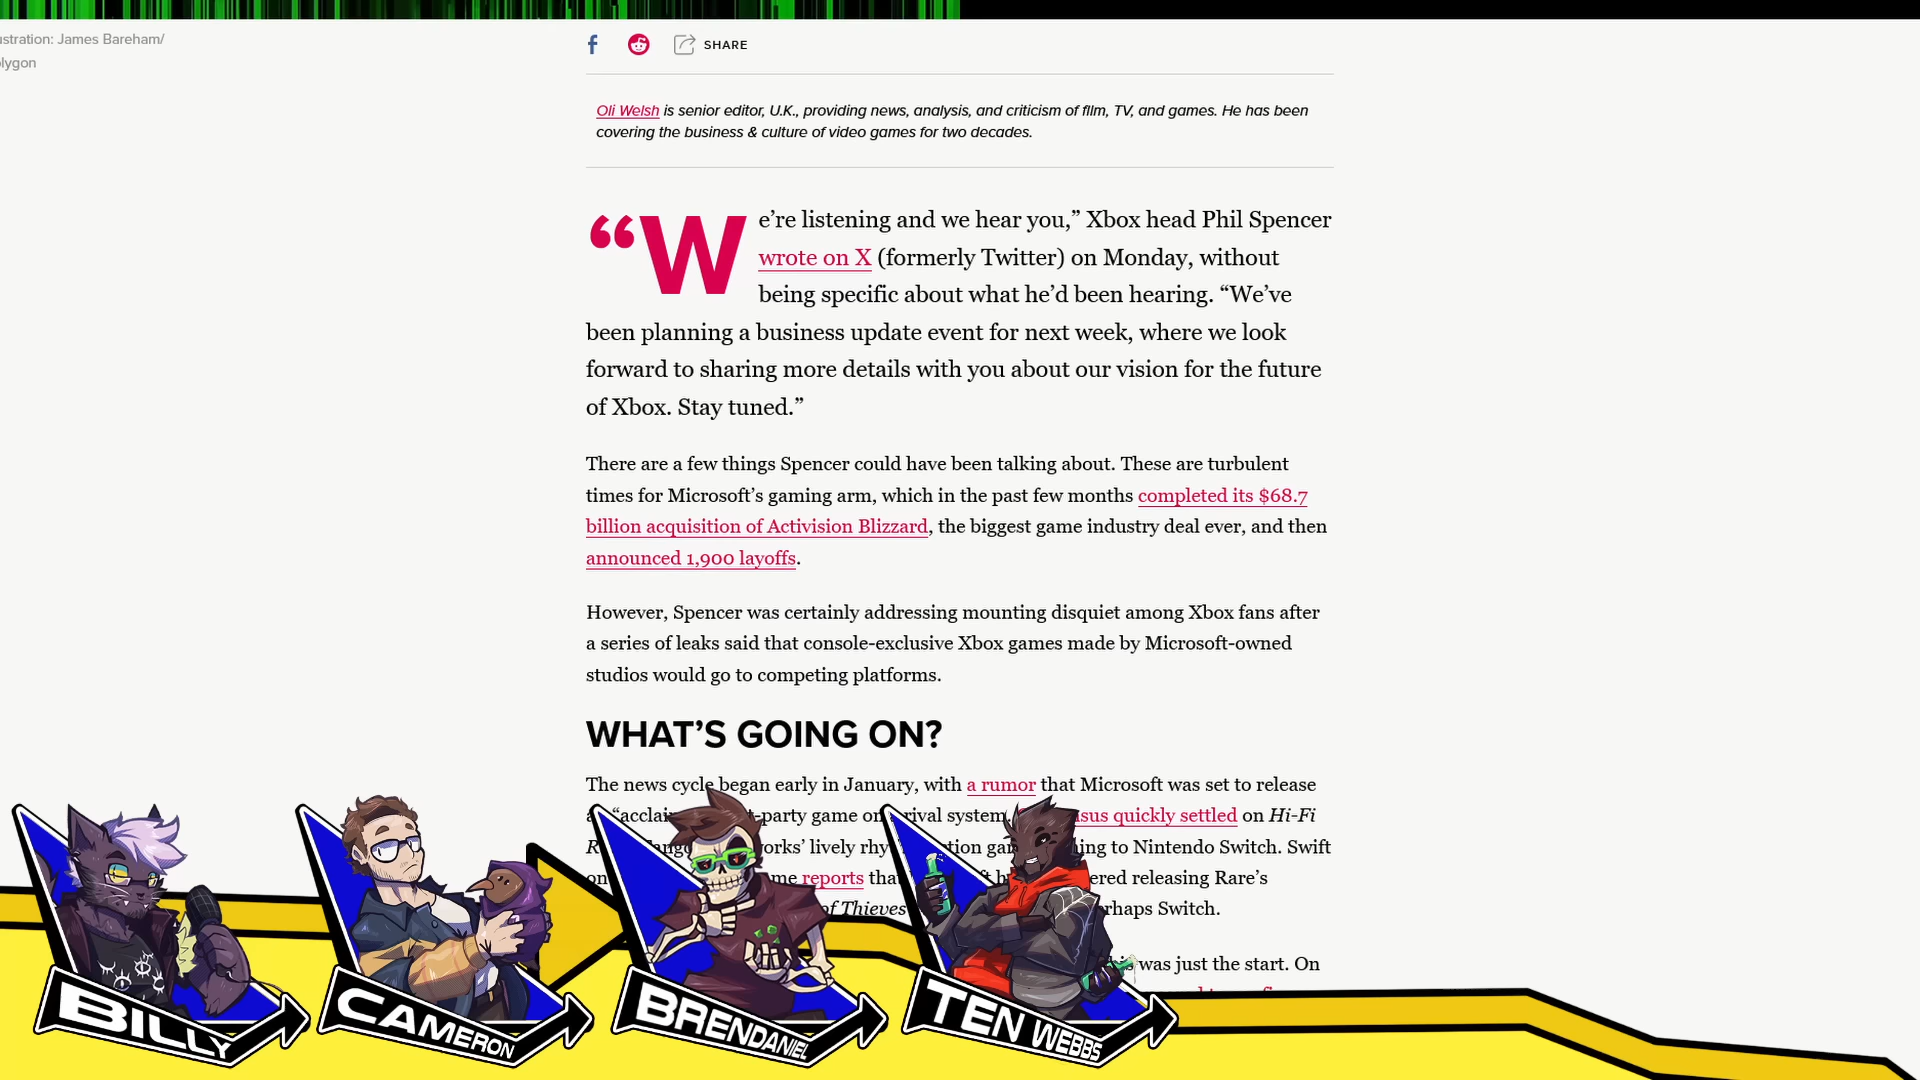 ustration: James Bareham/
lygon
SHARE
Oli Welsh is senior editor, U.K., providing news, analysis, and criticism of film, TV, and games. He has been
covering the business & culture of video games for two decades.
“We’re listening and we hear you,” Xbox head Phil Spencer
wrote on X (formerly Twitter) on Monday, without
being specific about what he’d been hearing. “We’ve
been planning a business update event for next week, where we look
forward to sharing more details with you about our vision for the future
of Xbox. Stay tuned.”
There are a few things Spencer could have been talking about. These are turbulent
times for Microsoft’s gaming arm, which in the past few months completed its $68.7
billion acquisition of Activision Blizzard, the biggest game industry deal ever, and then
announced 1,900 layoffs.
However, Spencer was certainly addressing mounting disquiet among Xbox fans after
a series of leaks said that console-exclusive Xbox games made by Microsoft-owned
studios would go to competing platforms.
WHAT’S GOING ON?
The news cycle began early in January, with a rumor that Microsoft was set to release
“acclai t-party game on rival system. sus quickly settled on Hi-Fi
R ango orks’ lively rhy tion ga ing to Nintendo Switch. Swift
on me reports that ft b ered releasing Rare’s
of Thieves rhaps Switch.
his was just the start. On
BILLY
CAMERON
BRENDANIEL
TEN WEBBS